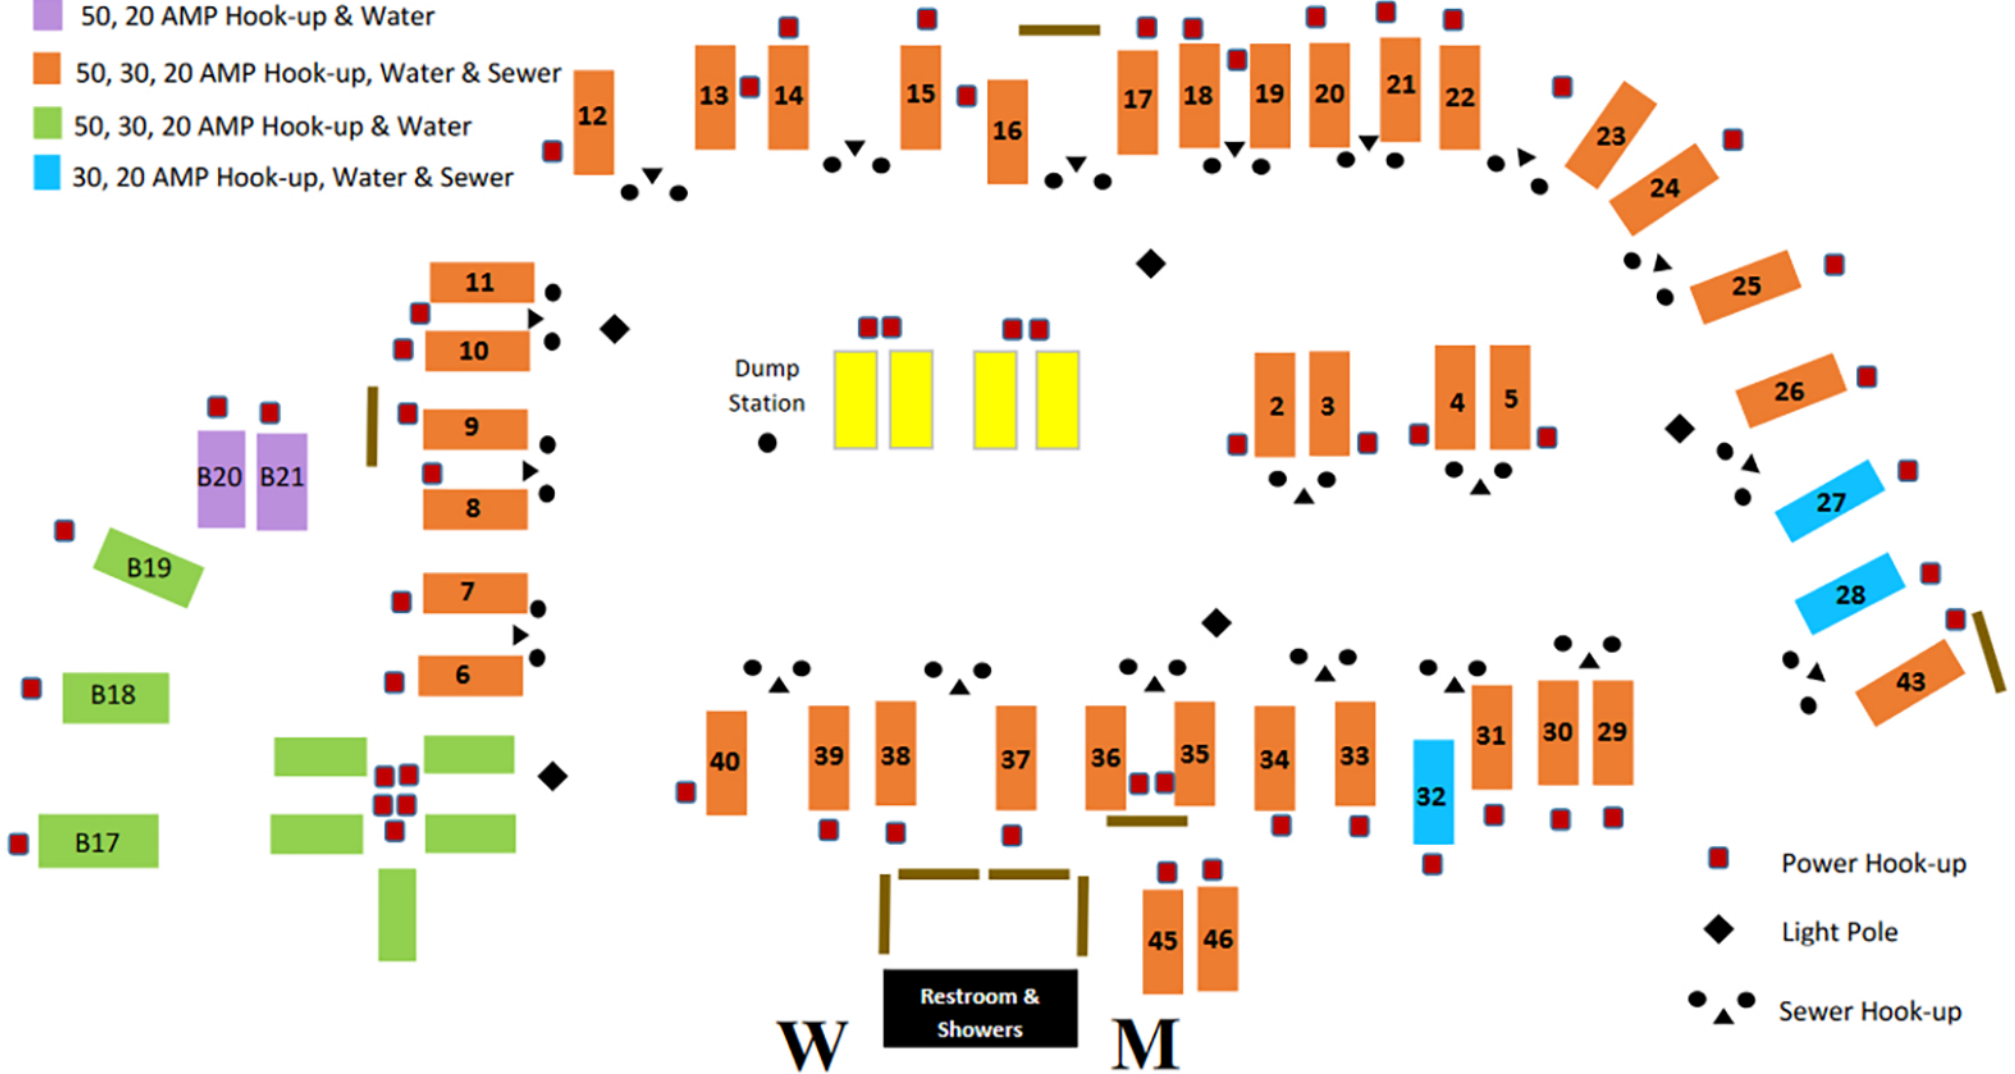 50, 20 AMP Hook-up & Water
50, 30, 20 AMP Hook-up, Water & Sewer
50, 30, 20 AMP Hook-up & Water
30, 20 AMP Hook-up, Water & Sewer
12
13
14
15
16
17
18
19
20
21
22
23
24
25
26
27
28
43
11
10
9
8
7
6
B20
B21
B19
B18
B17
Dump
Station
2
3
4
5
40
39
38
37
36
35
34
33
32
31
30
29
45
46
Restroom &
Showers
W
M
Power Hook-up
Light Pole
Sewer Hook-up